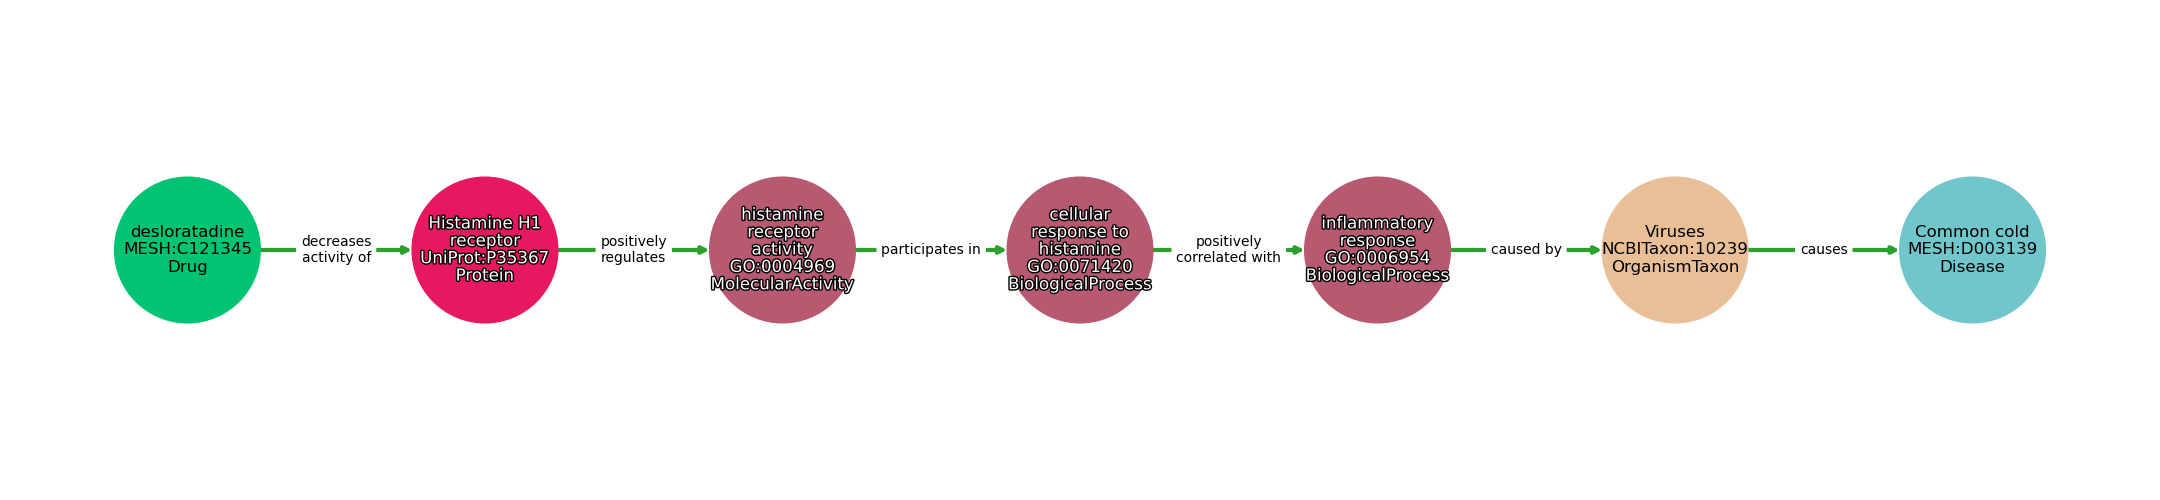 desloratadine
MESH:C121345
Drug
decreases
activity of
Histamine H1
receptor
UniProt:P35367
Protein
positively
regulates
histamine
receptor
activity
GO:0004969
MolecularActivity
participates in
cellular
response to
histamine
GO:0071420
BiologicalProcess
positively
correlated with
inflammatory
response
GO:0006954
BiologicalProcess
caused by
Viruses
NCBITaxon:10239
OrganismTaxon
causes
Common cold
MESH:D003139
Disease